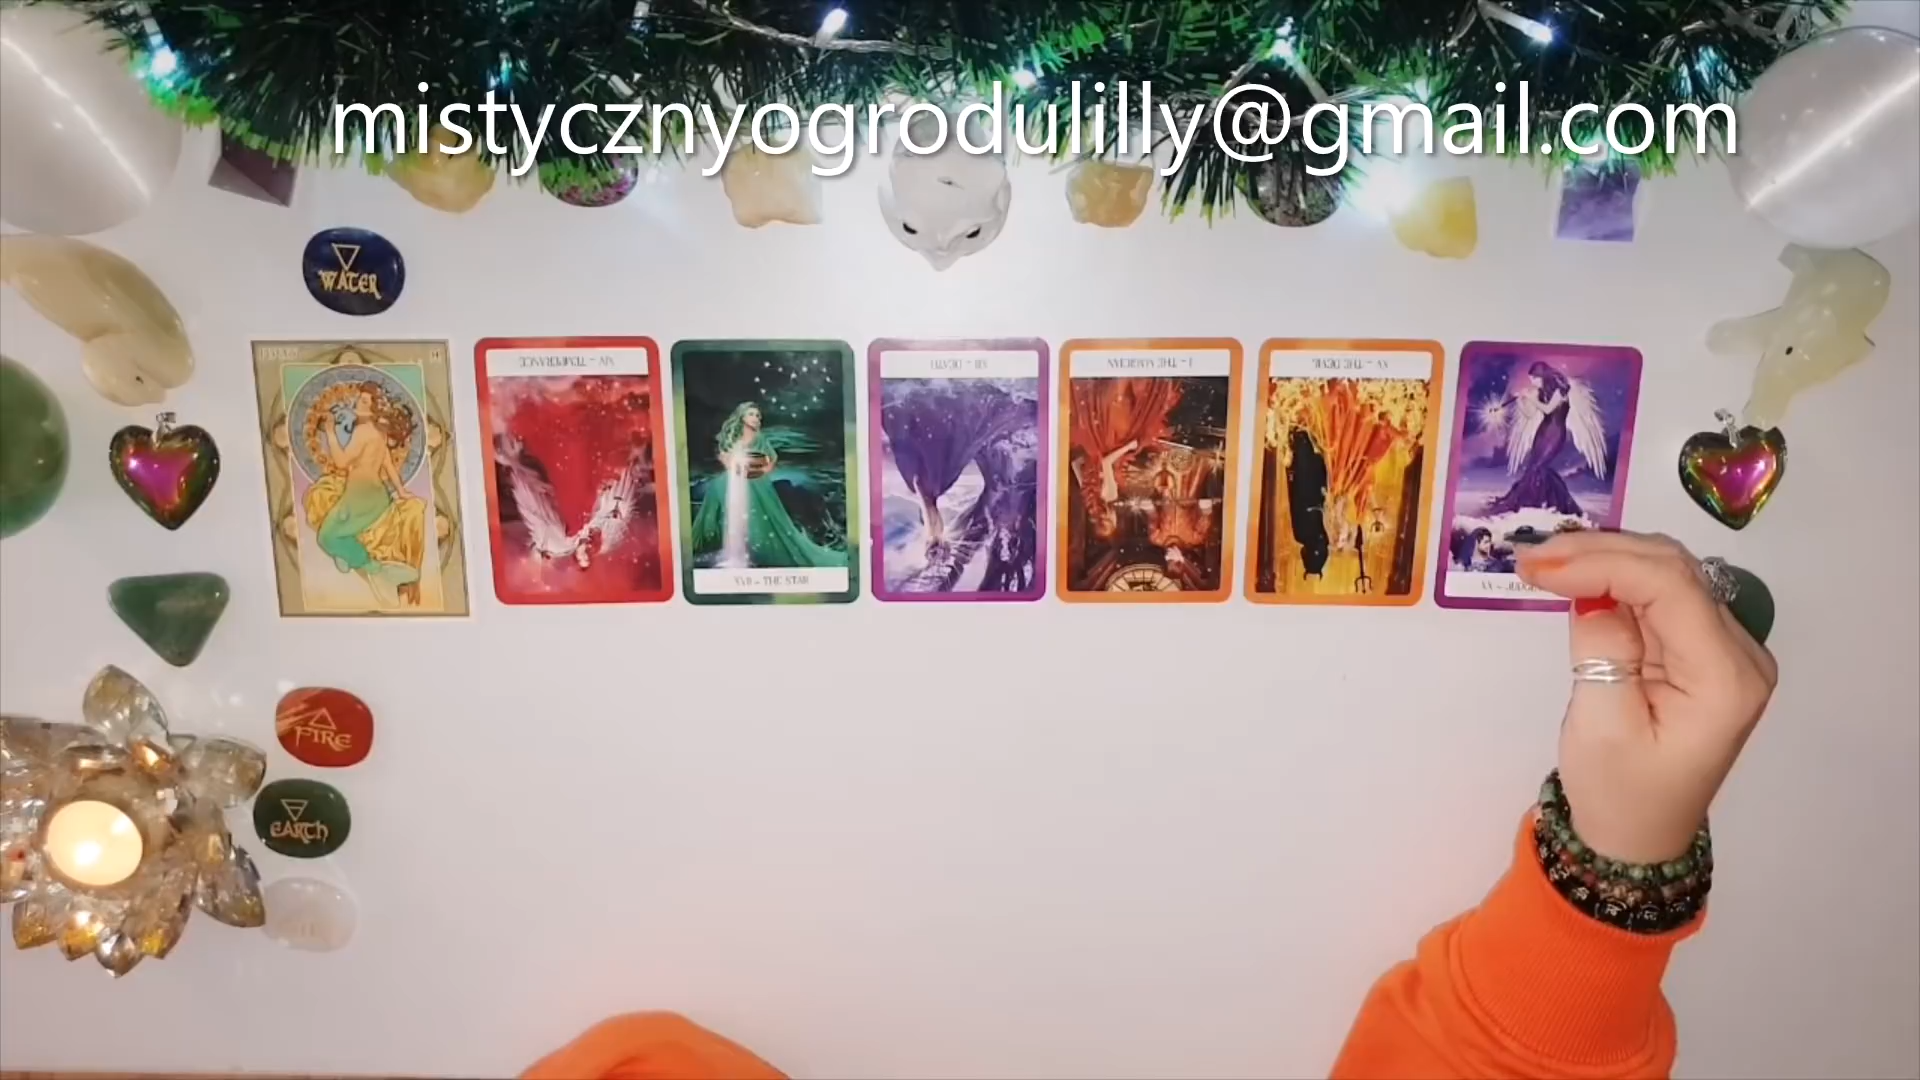 mistycznyogrodulilly@gmail.com
WATER
XIV - TEMPERANCE
XVII - THE STAR
XIII - DEATH
I - THE MAGICIAN
XV - THE DEVIL
FIRE
EARTH